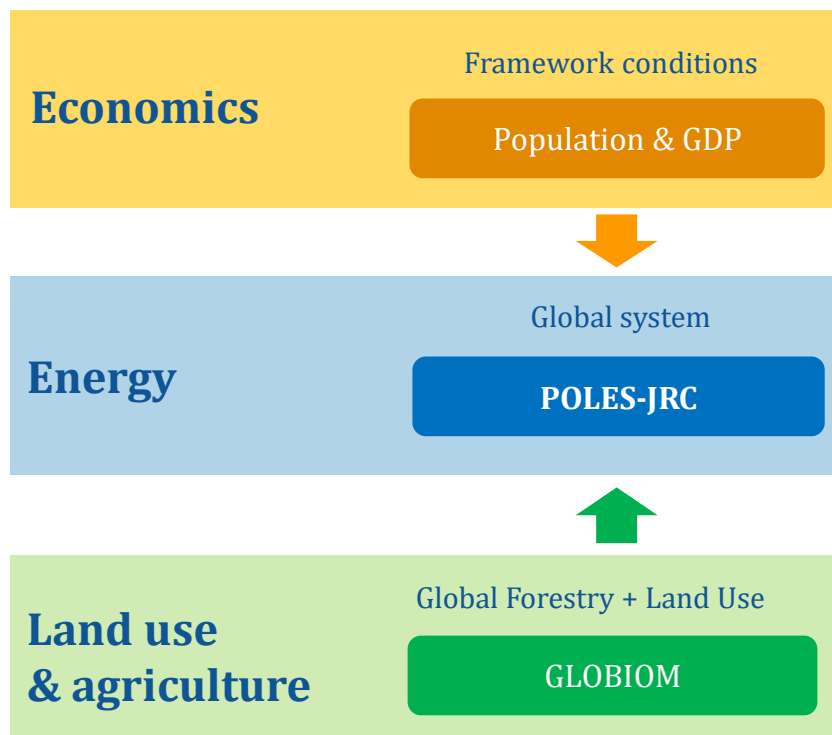 Economics
Framework conditions
Population & GDP
Energy
Global system
POLES-JRC
Land use
& agriculture
Global Forestry + Land Use
GLOBIOM